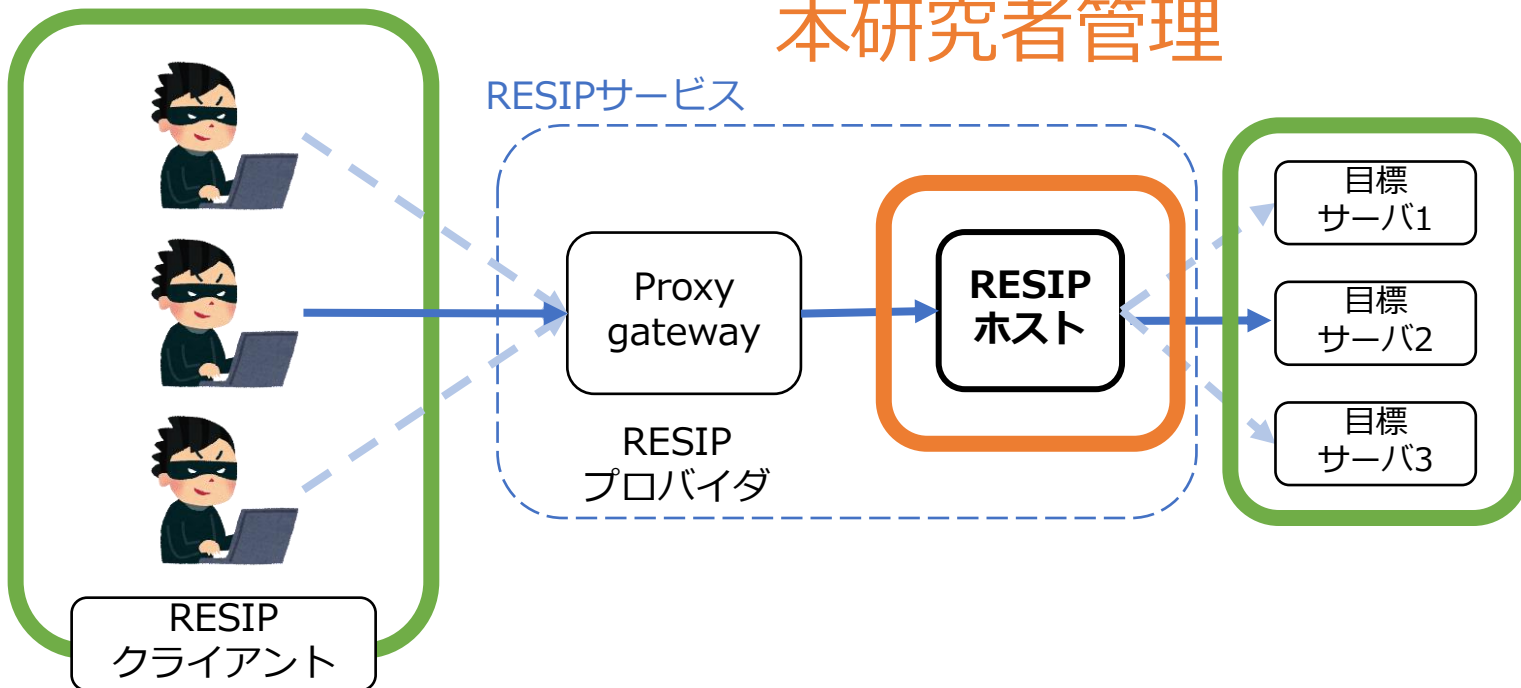 本研究者管理
RESIPサービス
Proxy
gateway
RESIP
プロバイダ
RESIP
ホスト
目標
サーバ1
目標
サーバ2
目標
サーバ3
RESIP
クライアント